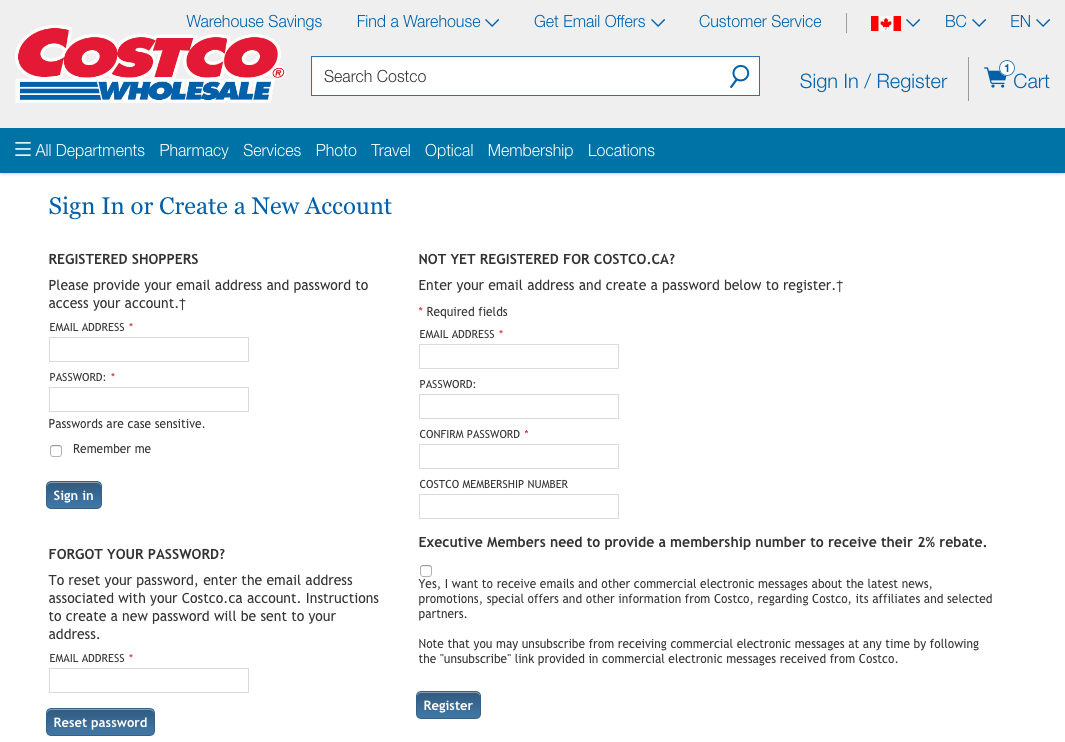 Warehouse Savings Find a Warehouse Get Email Offers Customer Service BC EN
COSTCO®
WHOLESALE
Search Costco
Sign In / Register
1
Cart
All Departments Pharmacy Services Photo Travel Optical Membership Locations
Sign In or Create a New Account
REGISTERED SHOPPERS
Please provide your email address and password to
access your account.†
EMAIL ADDRESS *
PASSWORD: *
Passwords are case sensitive.
Remember me
Sign in
FORGOT YOUR PASSWORD?
To reset your password, enter the email address
associated with your Costco.ca account. Instructions
to create a new password will be sent to your
address.
EMAIL ADDRESS *
Reset password
NOT YET REGISTERED FOR COSTCO.CA?
Enter your email address and create a password below to register.†
* Required fields
EMAIL ADDRESS *
PASSWORD:
CONFIRM PASSWORD *
COSTCO MEMBERSHIP NUMBER
Executive Members need to provide a membership number to receive their 2% rebate.
Yes, I want to receive emails and other commercial electronic messages about the latest news,
promotions, special offers and other information from Costco, regarding Costco, its affiliates and selected
partners.
Note that you may unsubscribe from receiving commercial electronic messages at any time by following
the "unsubscribe" link provided in commercial electronic messages received from Costco.
Register